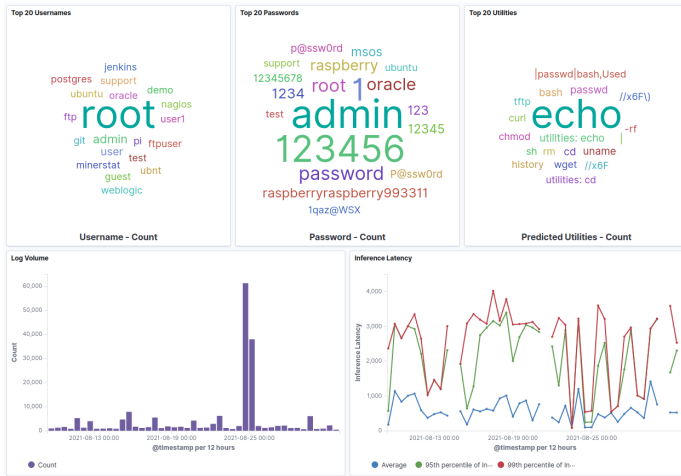 Top 20 Usernames
jenkins
postgres support
ubuntu oracle demo
nagios
ftp root user1
git admin pi ftpuser
user test
minerstat ubnt
guest
weblogic
Username - Count
Top 20 Passwords
p@ssw0rd msos
support raspberry ubuntu
12345678 root 1 oracle
1234
test admin 123
12345
123456
password P@ssw0rd
raspberryraspberry993311
1qaz@WSX
Password - Count
Top 20 Utilities
|passwd|bash,Used
bash passwd //x6F\)
tftp
curl echo
chmod utilities: echo | -rf
sh rm cd uname
history wget //x6F
utilities: cd
Predicted Utilities - Count
Log Volume
60,000
50,000
40,000
30,000
20,000
10,000
0
Count
2021-08-13 00:00 2021-08-19 00:00 2021-08-25 00:00
@timestamp per 12 hours
Count
Inference Latency
4,000
3,000
2,000
1,000
0
Inference Latency
2021-08-13 00:00 2021-08-19 00:00 2021-08-25 00:00
@timestamp per 12 hours
Average 95th percentile of In··· 99th percentile of In···